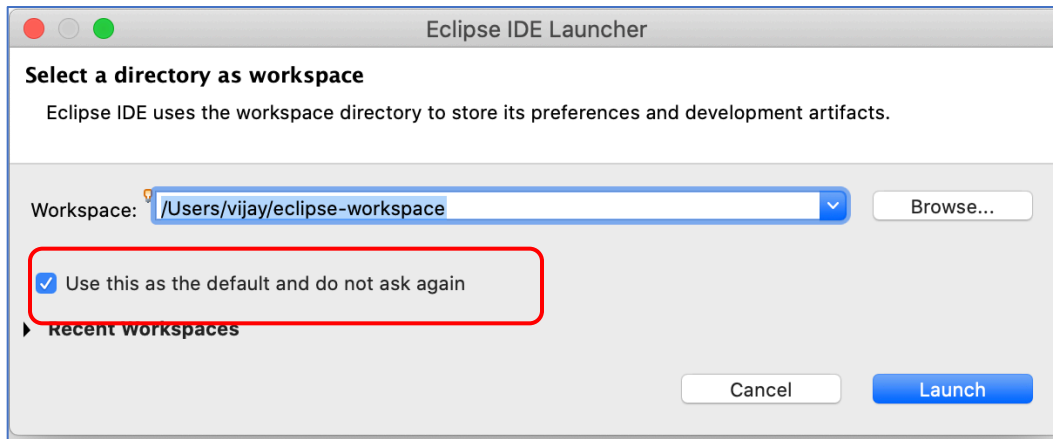 Eclipse IDE Launcher
Select a directory as workspace
Eclipse IDE uses the workspace directory to store its preferences and development artifacts.
Workspace: /Users/vijay/eclipse-workspace Browse...
Use this as the default and do not ask again
Recent Workspaces
Cancel Launch